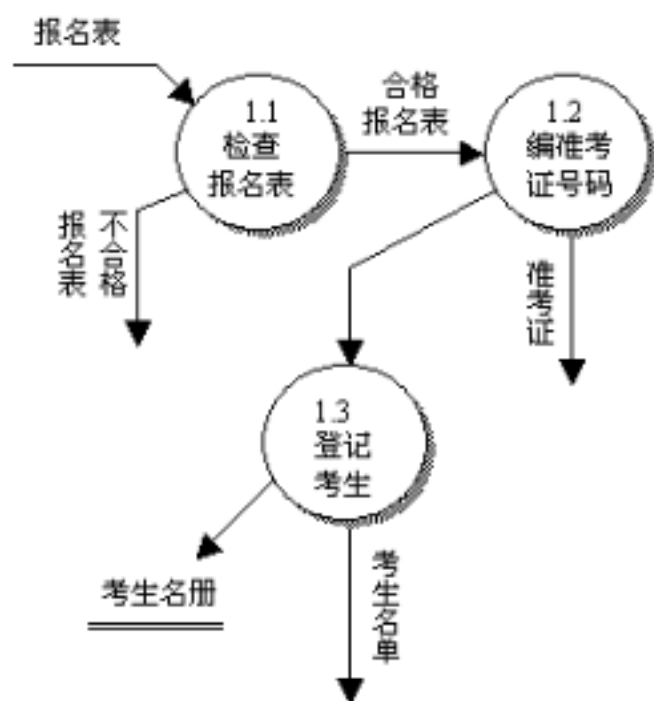 报名表
1.1
检查
报名表
合格
报名表
1.2
编准考
证号码
不合格
报名表
准考证
1.3
登记
考生
考生名册
考生名单